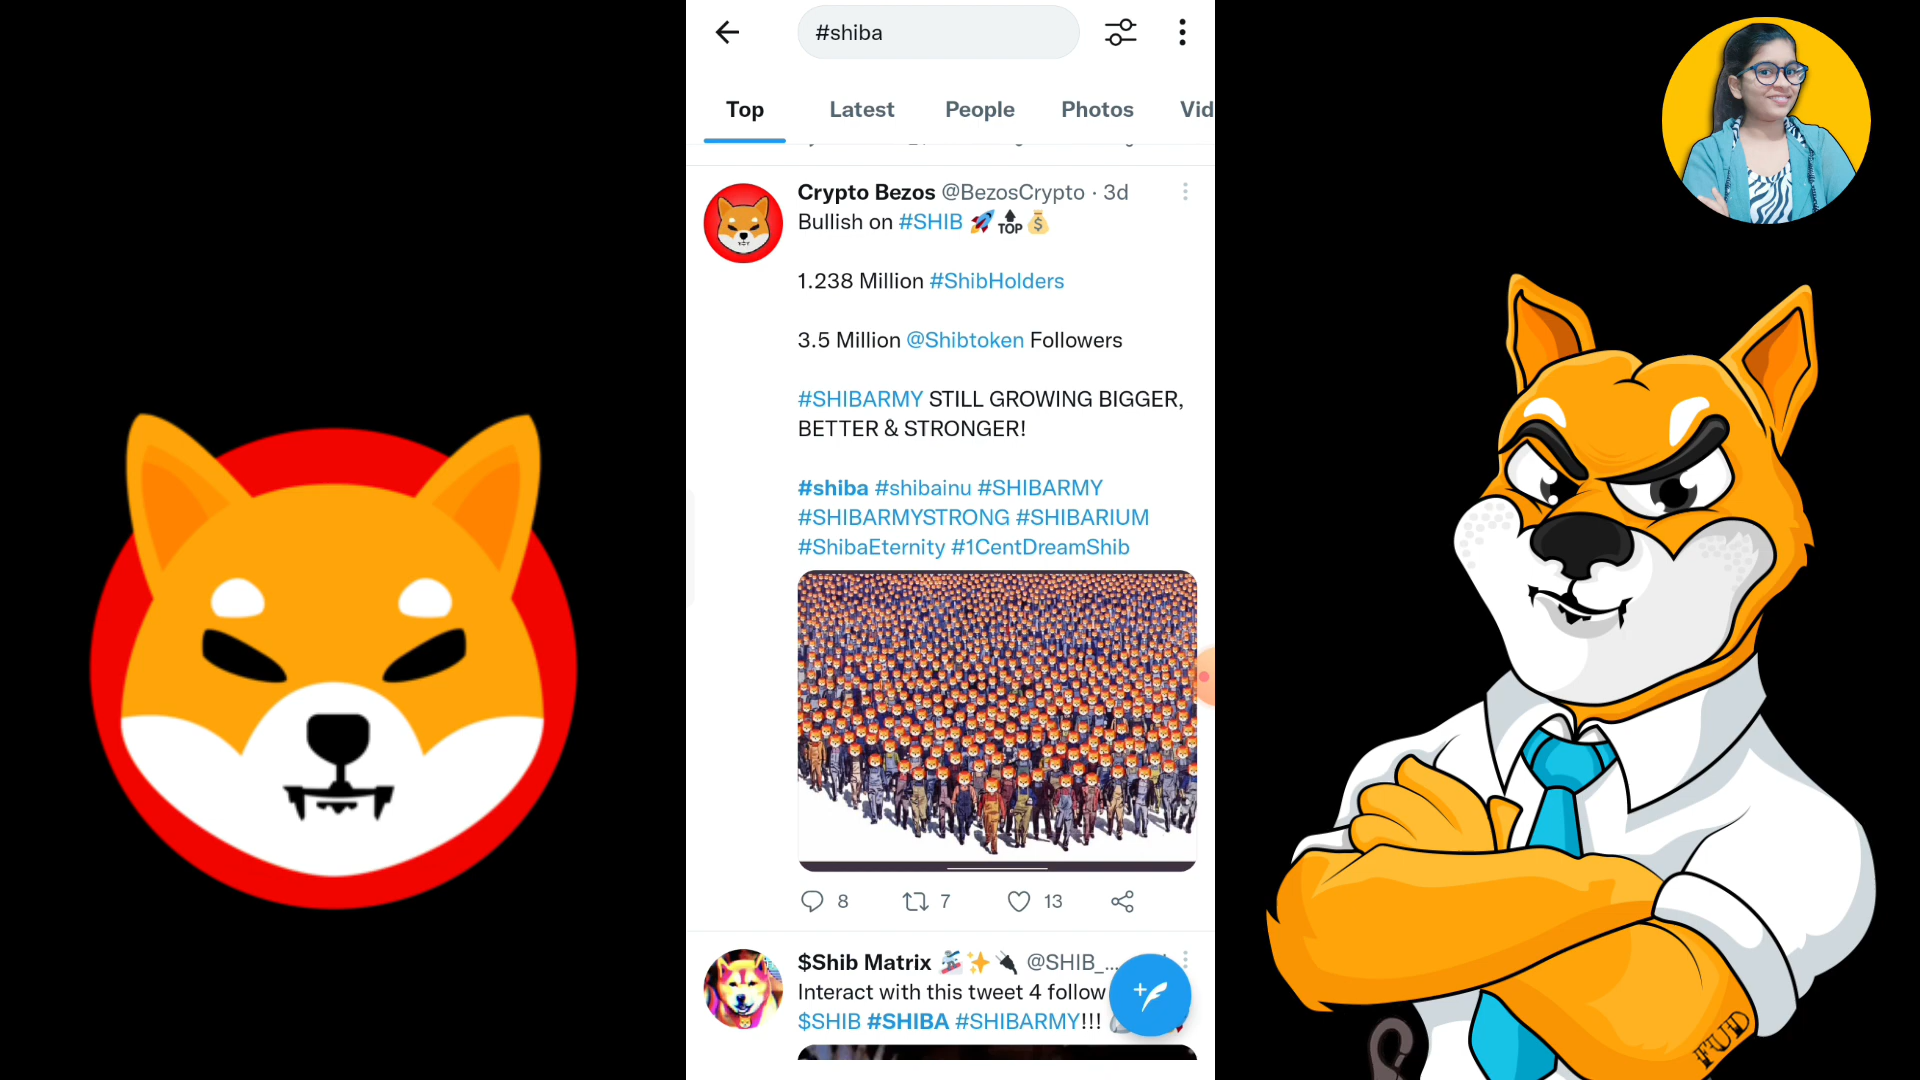 #shiba
Top Latest People Photos Vid
Crypto Bezos @BezosCrypto · 3d
Bullish on #SHIB 🚀🔝💰
1.238 Million #ShibHolders
3.5 Million @Shibtoken Followers
#SHIBARMY STILL GROWING BIGGER,
BETTER & STRONGER!
#shiba #shibainu #SHIBARMY
#SHIBARMYSTRONG #SHIBARIUM
#ShibaEternity #1CentDreamShib
8 7 13
$Shib Matrix 🏂✨🔌 @SHIB_...
Interact with this tweet 4 follow
$SHIB #SHIBA #SHIBARMY!!!
FUD